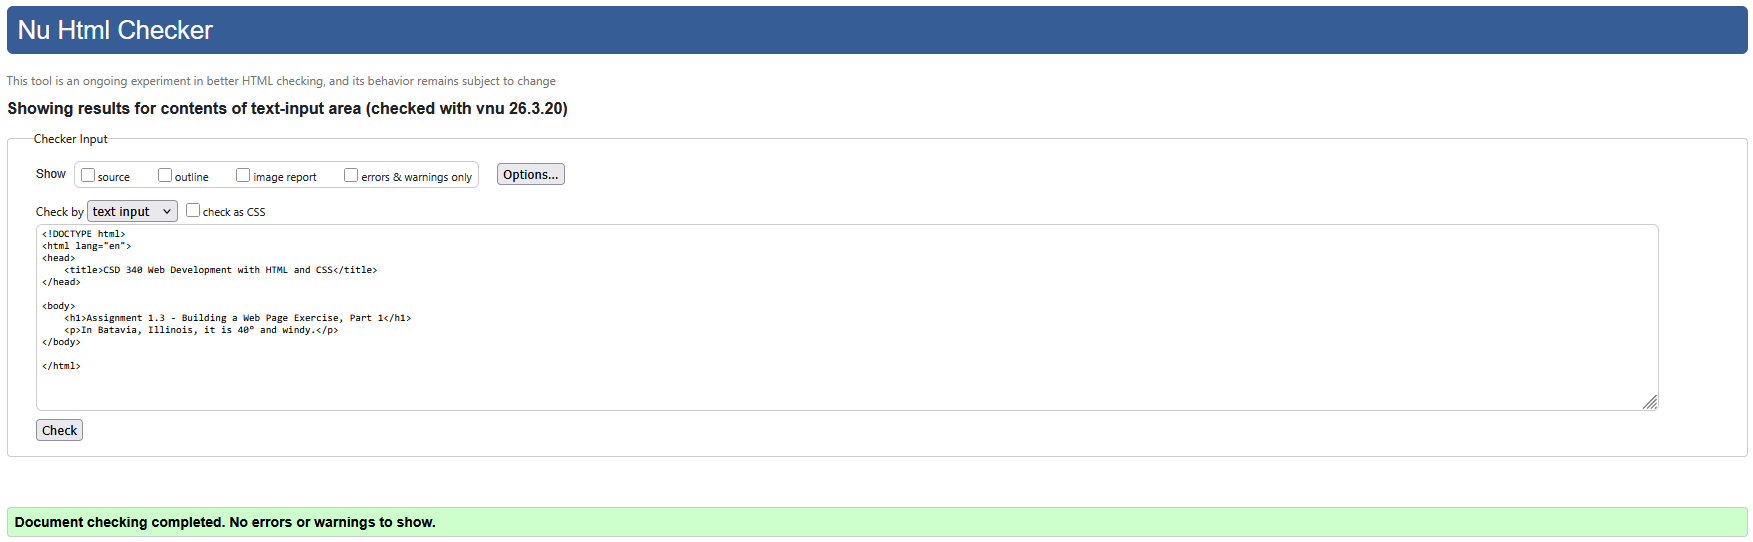 Nu Html Checker
This tool is an ongoing experiment in better HTML checking, and its behavior remains subject to change
Showing results for contents of text-input area (checked with vnu 26.3.20)
Checker Input
Show source outline image report errors & warnings only Options...
Check by text input check as CSS
<!DOCTYPE html>
<html lang="en">
<head>
    <title>CSD 340 Web Development with HTML and CSS</title>
</head>
<body>
    <h1>Assignment 1.3 - Building a Web Page Exercise, Part 1</h1>
    <p>In Batavia, Illinois, it is 40° and windy.</p>
</body>
</html>
Check
Document checking completed. No errors or warnings to show.